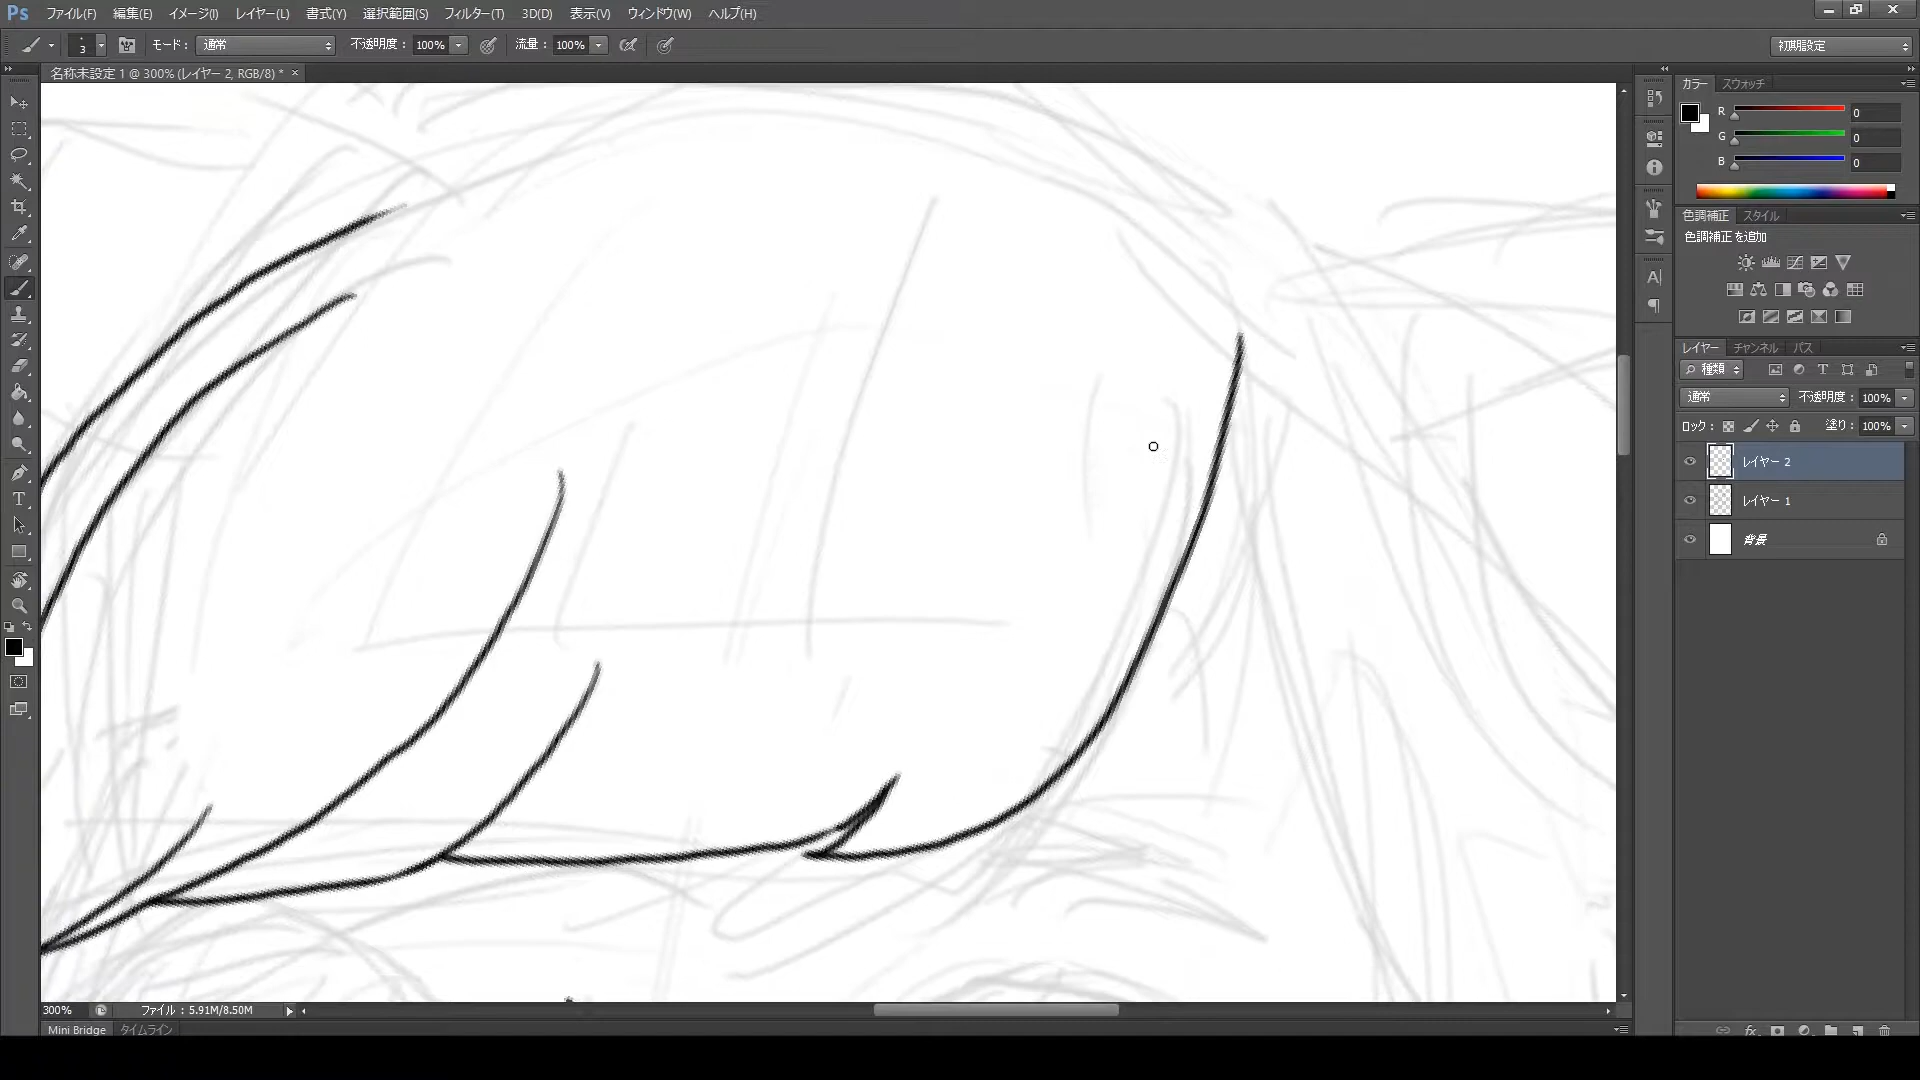 Ps ファイル(F) 編集(E) イメージ(I) レイヤー(L) 書式(Y) 選択範囲(S) フィルター(T) 3D(D) 表示(V) ウィンドウ(W) ヘルプ(H)
3 モード： 通常 不透明度： 100% 流量： 100% 初期設定
名称未設定 1 @ 300% (レイヤー 2, RGB/8) * ×
カラー スウォッチ
R 0
G 0
B 0
色調補正 スタイル
色調補正を追加
レイヤー チャンネル パス
種類
通常 不透明度： 100%
ロック： 塗り： 100%
レイヤー 2
レイヤー 1
背景
300% ファイル：5.91M/8.50M
Mini Bridge タイムライン